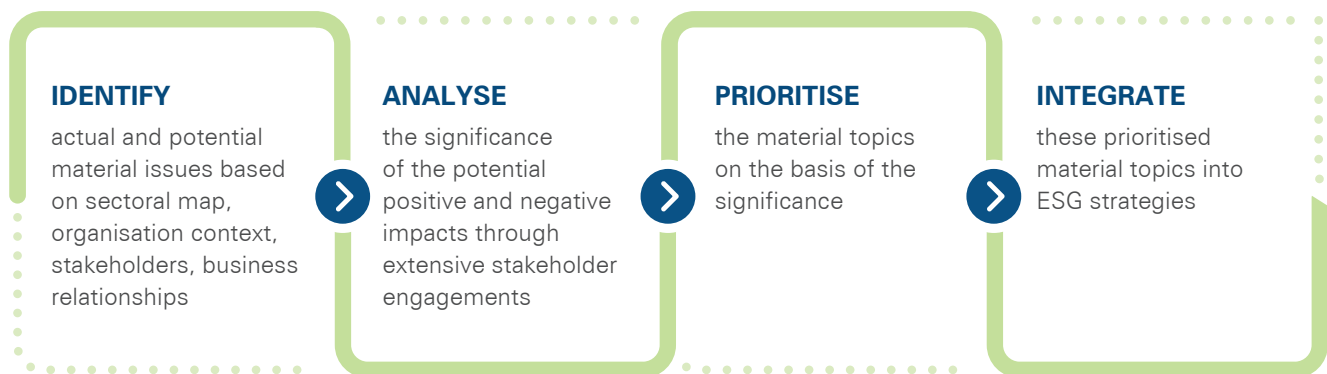 IDENTIFY
actual and potential
material issues based
on sectoral map,
organisation context,
stakeholders, business
relationships
ANALYSE
the significance
of the potential
positive and negative
impacts through
extensive stakeholder
engagements
PRIORITISE
the material topics
on the basis of the
significance
INTEGRATE
these prioritised
material topics into
ESG strategies